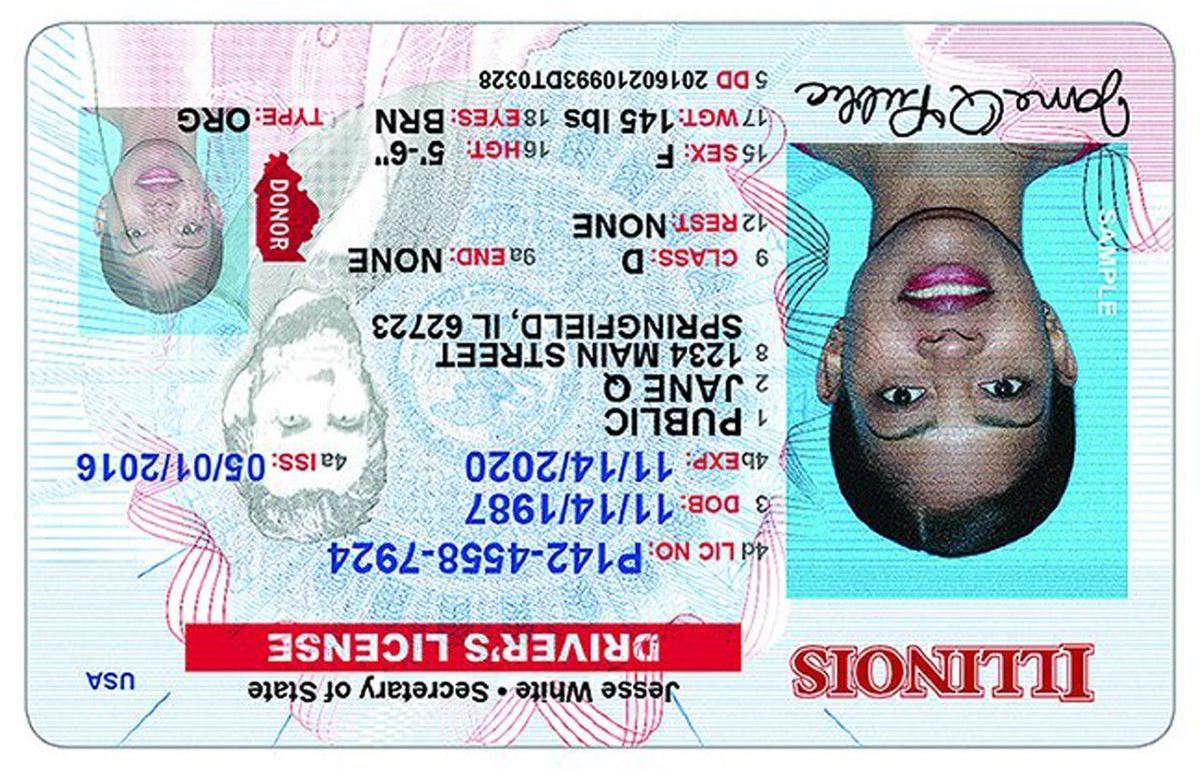 ILLINOIS
USA
Jesse White • Secretary of State
DRIVER'S LICENSE
4d LIC NO: P142-4558-7924
3 DOB: 11/14/1987
4b EXP: 11/14/2020 4a ISS: 05/01/2016
1 PUBLIC
2 JANE Q
8 1234 MAIN STREET
SPRINGFIELD, IL 62723
9 CLASS: D 9a END: NONE
12 REST: NONE
DONOR
15 SEX: F 16 HGT: 5'-6"
17 WGT: 145 lbs 18 EYES: BRN TYPE: ORG
5 DD 20160210993DT0328
SAMPLE
Jane Q Public